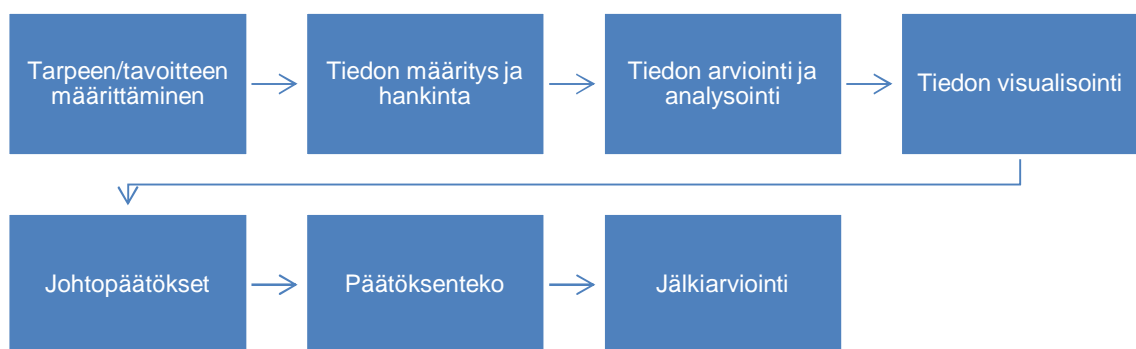 Tarpeen/tavoitteen
määrittäminen
Tiedon määritys ja
hankinta
Tiedon arviointi ja
analysointi
Tiedon visualisointi
Johtopäätökset
Päätöksenteko
Jälkiarviointi